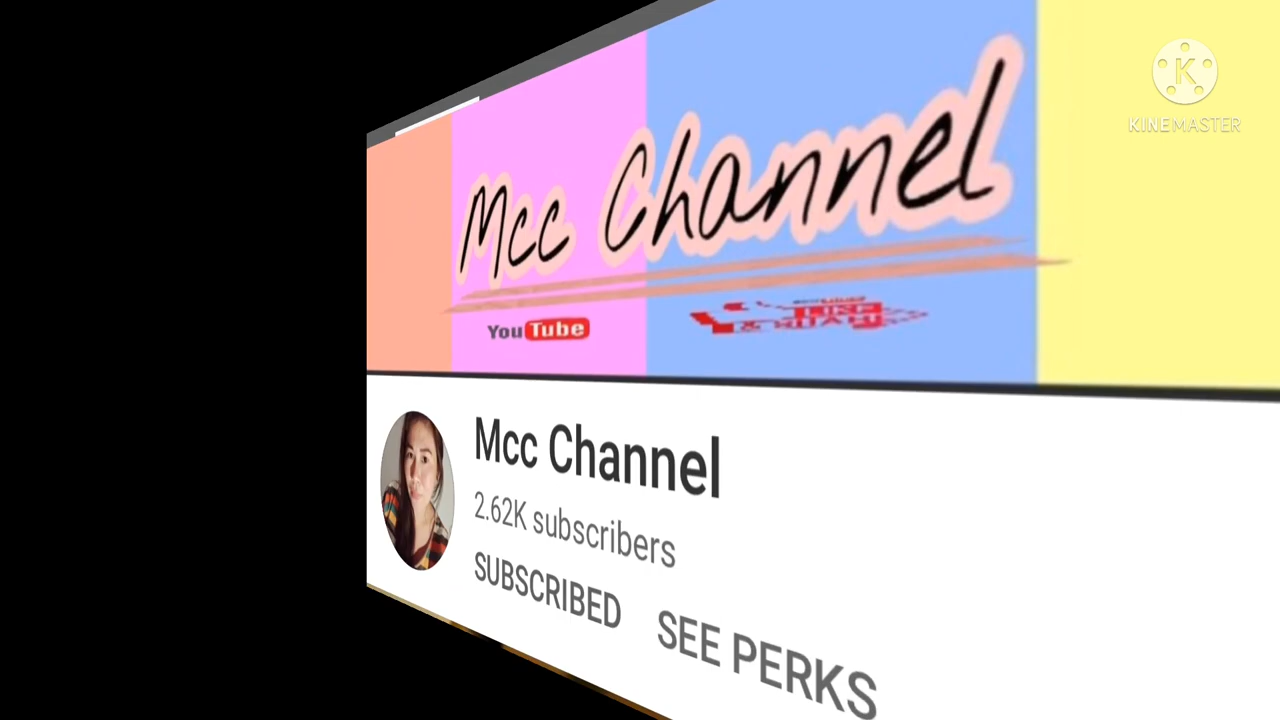 K
KINEMASTER
Mcc Channel
YouTube
Mcc Channel
2.62K subscribers
SUBSCRIBED SEE PERKS